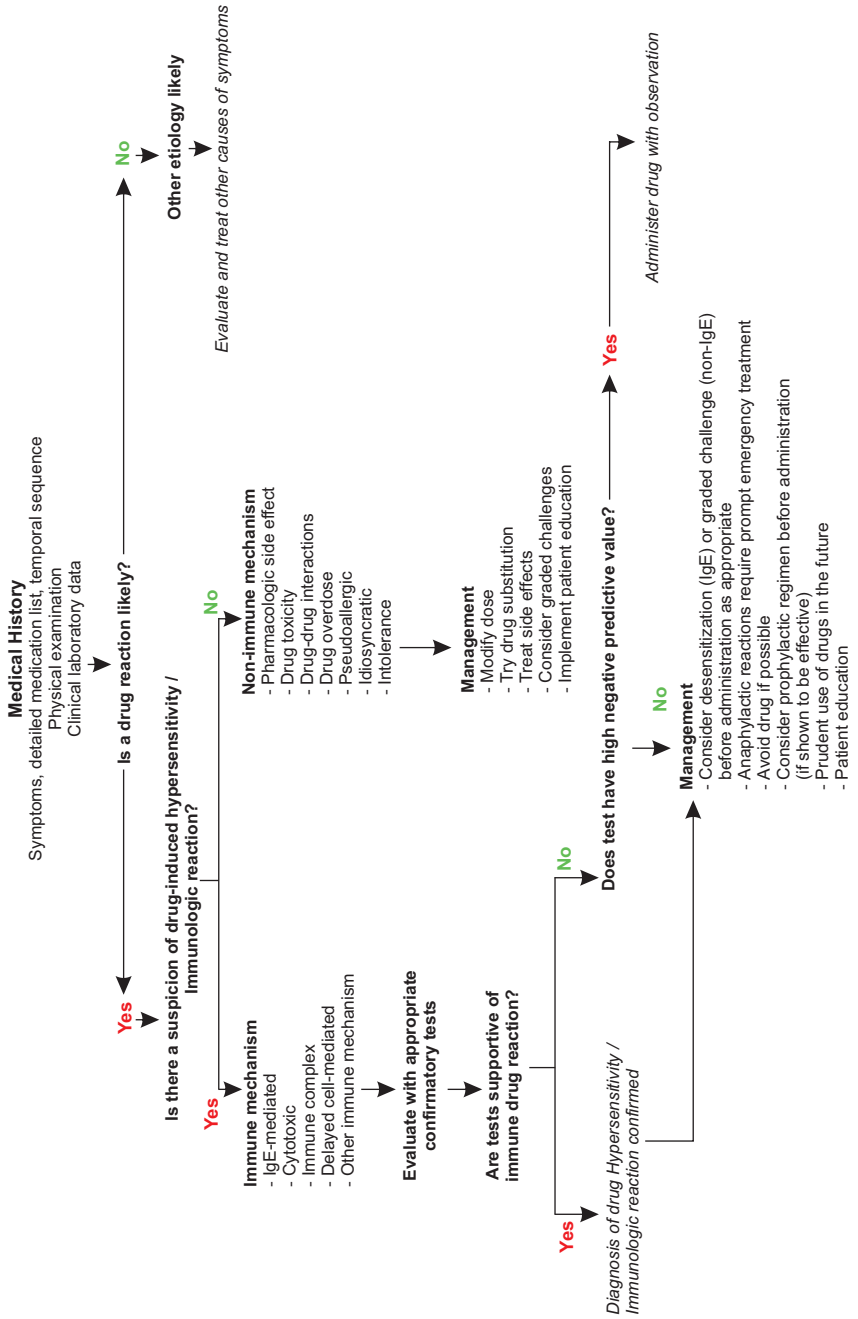 Medical History
Symptoms, detailed medication list, temporal sequence
Physical examination
Clinical laboratory data
Is a drug reaction likely?
Yes
No
Is there a suspicion of drug-induced hypersensitivity /
Immunologic reaction?
Other etiology likely
Evaluate and treat other causes of symptoms
Yes
No
Immune mechanism
- IgE-mediated
- Cytotoxic
- Immune complex
- Delayed cell-mediated
- Other immune mechanism
Non-immune mechanism
- Pharmacologic side effect
- Drug toxicity
- Drug-drug interactions
- Drug overdose
- Pseudoallergic
- Idiosyncratic
- Intolerance
Evaluate with appropriate
confirmatory tests
Management
- Modify dose
- Try drug substitution
- Treat side effects
- Consider graded challenges
- Implement patient education
Are tests supportive of
immune drug reaction?
Yes
No
Diagnosis of drug Hypersensitivity /
Immunologic reaction confirmed
Does test have high negative predictive value?
Yes
No
Administer drug with observation
Management
- Consider desensitization (IgE) or graded challenge (non-IgE)
before administration as appropriate
- Anaphylactic reactions require prompt emergency treatment
- Avoid drug if possible
- Consider prophylactic regimen before administration
(if shown to be effective)
- Prudent use of drugs in the future
- Patient education